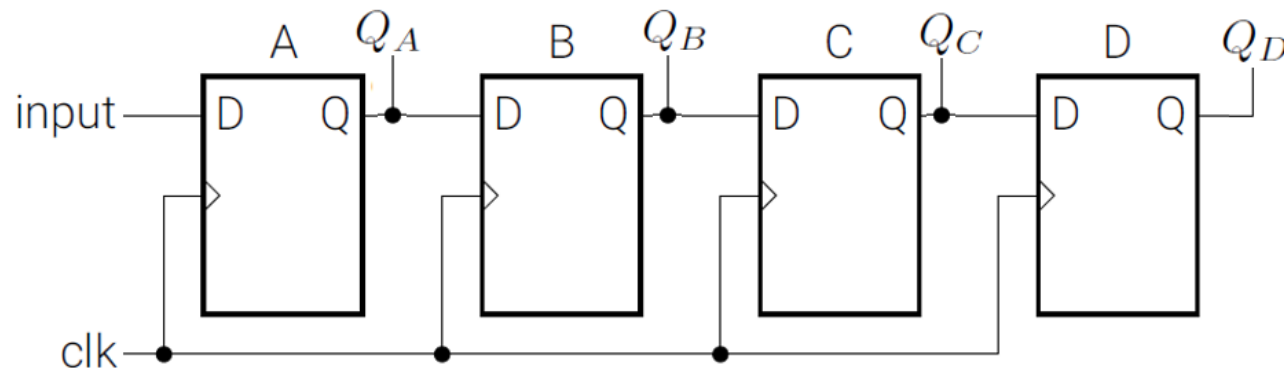 A Q_A B Q_B C Q_C D Q_D
input D Q D Q D Q D Q
clk